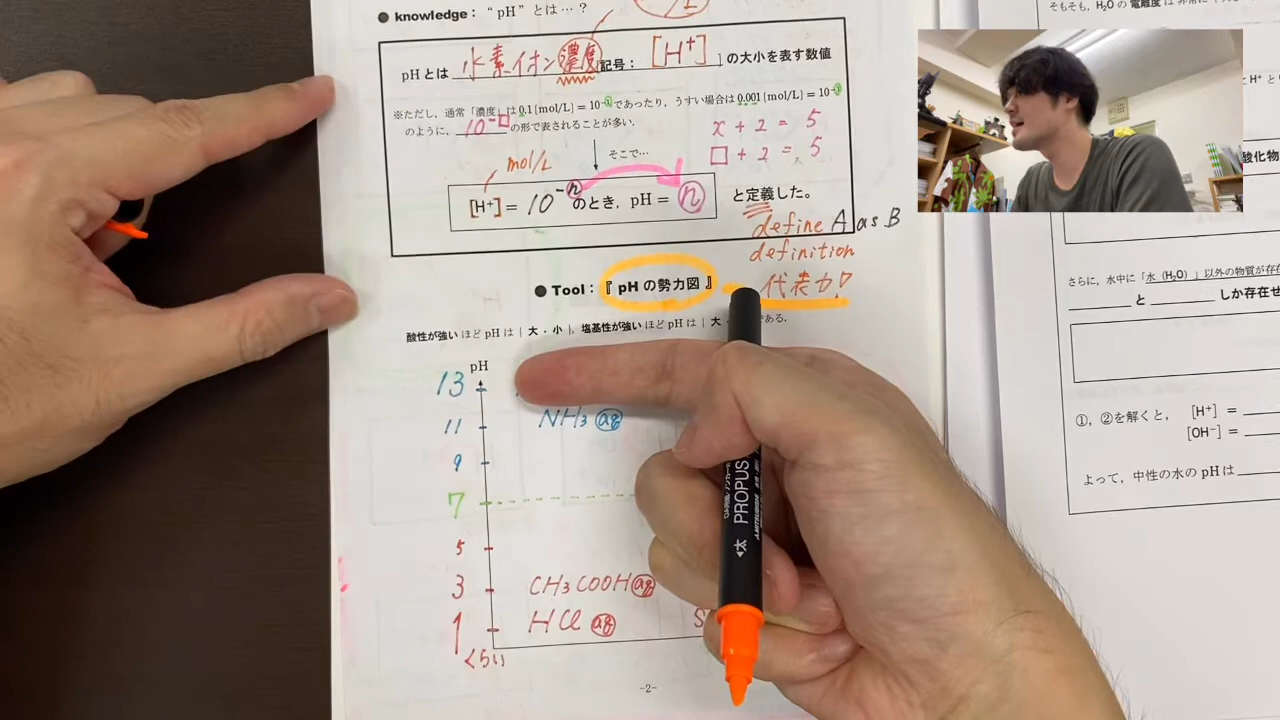 ● knowledge : “pH” とは…？
pH とは 水素イオン濃度 記号： [H⁺] の大小を表す数値
※ただし，通常「濃度」は 0.1 (mol/L) = 10⁻¹ であったり，うすい場合は 0.001 (mol/L) = 10⁻³
のように， 10⁻□ の形で表されることが多い．
x + 2 = 5
□ + 2 = 5
mol/L
そこで…
[H⁺] = 10⁻ⁿ のとき，pH = n と定義した。
define A as B
definition
● Tool：『 pH の勢力図 』 代表カ！
酸性が強い ほど pH は | 大・小 |，塩基性が強い ほど pH は | 大 である．
pH
13
11 NH₃ aq
9
7
5
3 CH₃COOH aq
1 HCl aq S
くらい
-2-
そもそも，H₂O の 電離度 は
H⁺ と
酸化物
さらに，水中に「水（H₂O）」以外の物質が存在
と しか存在せ
①，②を解くと， [H⁺] =
[OH⁻] =
よって，中性の水の pH は
太 PROPUS
MITSUBISHI